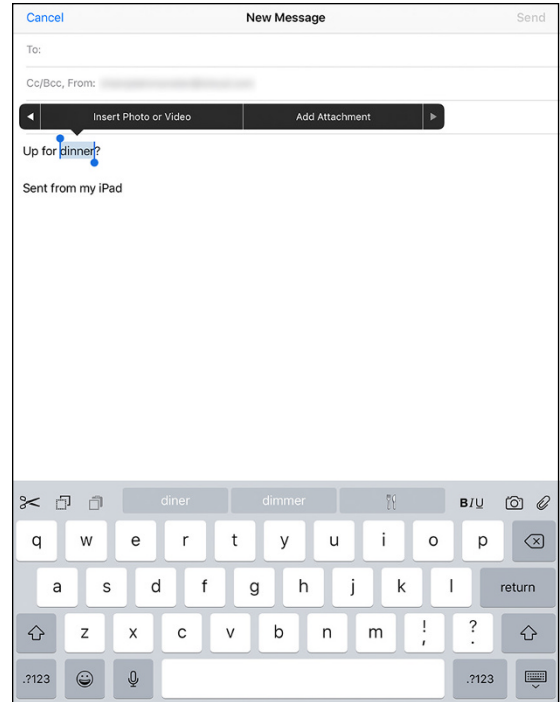 Cancel New Message Send
To:
Cc/Bcc, From:
Insert Photo or Video Add Attachment
Up for dinner?
Sent from my iPad
diner dimmer B I U
q w e r t y u i o p
a s d f g h j k l return
z x c v b n m ! , ? .
.?123 .?123